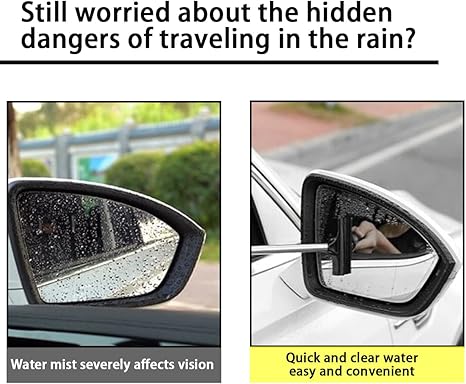 Still worried about the hidden
dangers of traveling in the rain?
Water mist severely affects vision
Quick and clear water
easy and convenient